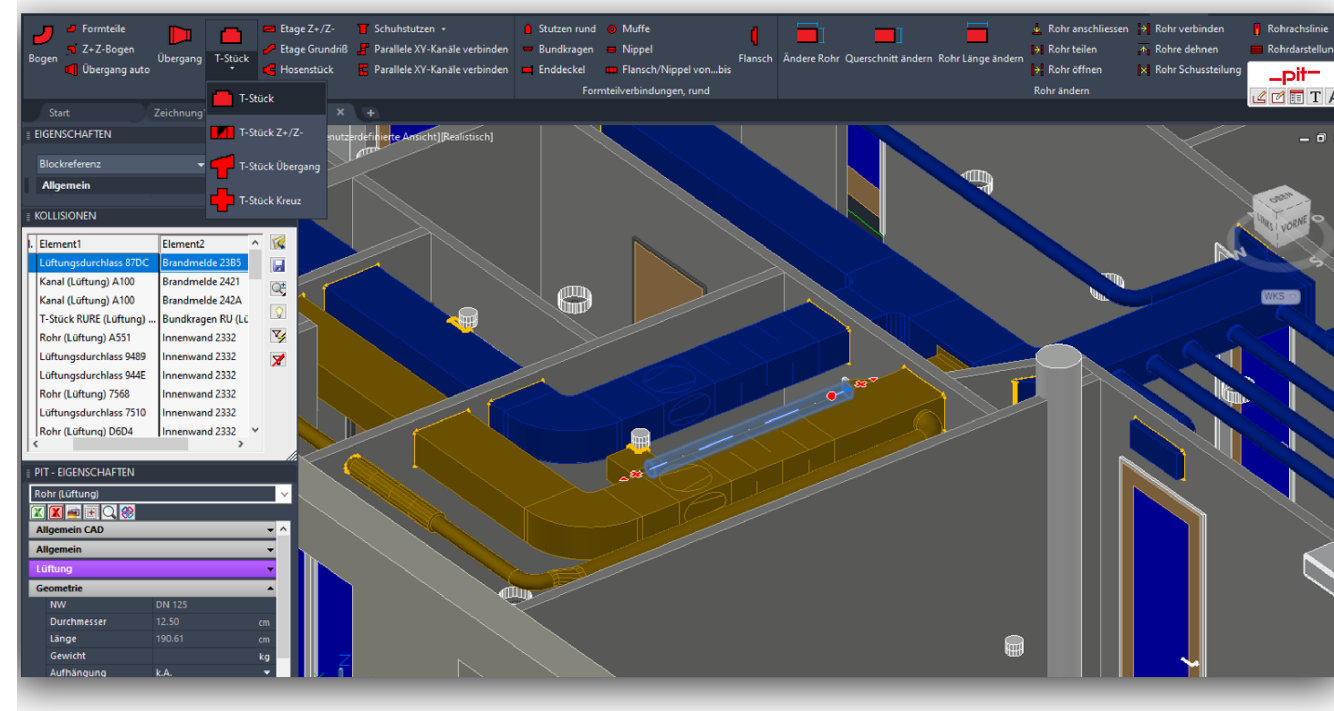 Bogen
Formteile
Z+Z-Bogen
Übergang auto
Übergang
T-Stück
Etage Z+/Z-
Etage Grundriß
Hosenstück
Schuhstutzen
Parallele XY-Kanäle verbinden
Parallele XY-Kanäle verbinden
Stutzen rund
Bundkragen
Enddeckel
Muffe
Nippel
Flansch/Nippel von...bis
Flansch
Formteilverbindungen, rund
Ändere Rohr
Querschnitt ändern
Rohr Länge ändern
Rohr anschliessen
Rohr teilen
Rohr öffnen
Rohr verbinden
Rohre dehnen
Rohr Schussteilung
Rohr ändern
Rohrachslinie
Rohrdarstellun
pit
T
T-Stück
T-Stück Z+/Z-
T-Stück Übergang
T-Stück Kreuz
Start
Zeichnung
enutzerdefinierte Ansicht][Realistisch]
EIGENSCHAFTEN
Blockreferenz
Allgemein
KOLLISIONEN
Element1 Element2
Lüftungsdurchlass 87DC Brandmelde 23B5
Kanal (Lüftung) A100 Brandmelde 2421
Kanal (Lüftung) A100 Brandmelde 242A
T-Stück RURE (Lüftung) ... Bundkragen RU (Lü
Rohr (Lüftung) A551 Innenwand 2332
Lüftungsdurchlass 9489 Innenwand 2332
Lüftungsdurchlass 944E Innenwand 2332
Rohr (Lüftung) 7568 Innenwand 2332
Lüftungsdurchlass 7510 Innenwand 2332
Rohr (Lüftung) D6D4 Innenwand 2332
PIT - EIGENSCHAFTEN
Rohr (Lüftung)
Allgemein CAD
Allgemein
Lüftung
Geometrie
NW DN 125
Durchmesser 12.50 cm
Länge 190.61 cm
Gewicht kg
Aufhängung k.A.
OBEN
LINKS
VORNE
W
S
O
WKS
Z